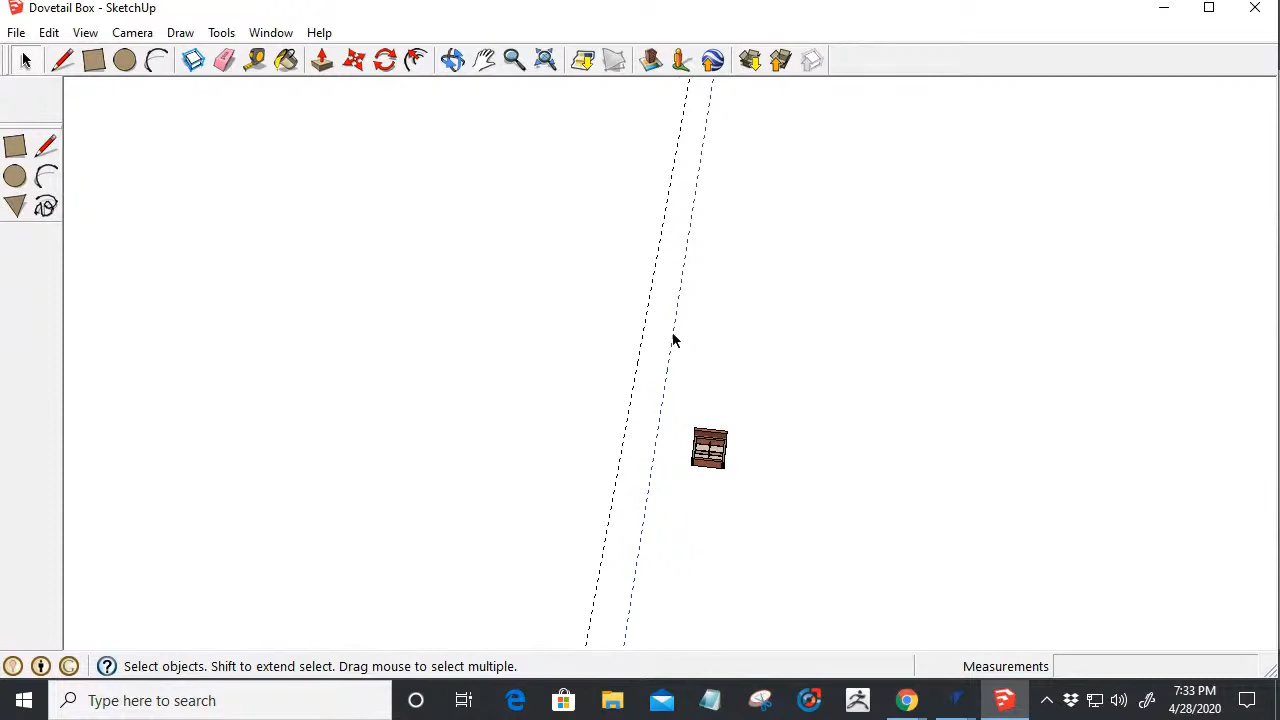 Dovetail Box - SketchUp
File Edit View Camera Draw Tools Window Help
Select objects. Shift to extend select. Drag mouse to select multiple.
Measurements
Type here to search
7:33 PM
4/28/2020